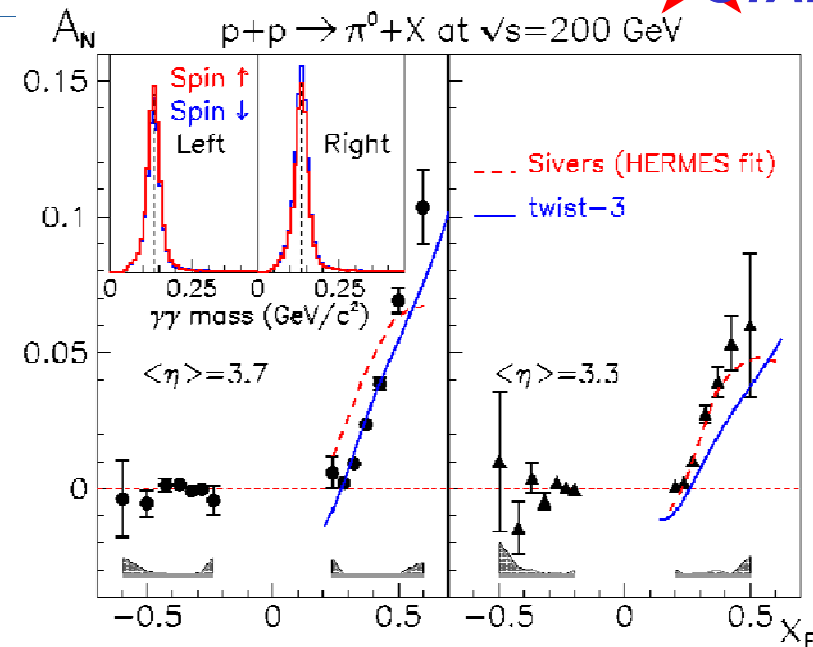 A_N p+p → π⁰+X at √s=200 GeV
0.15
0.1
0.05
0
Spin ↑
Spin ↓
Left
Right
0 0.25 0 0.25
γγ mass (GeV/c²)
Sivers (HERMES fit)
twist-3
<η>=3.7
<η>=3.3
-0.5 0 0.5 -0.5 0 0.5
X_F